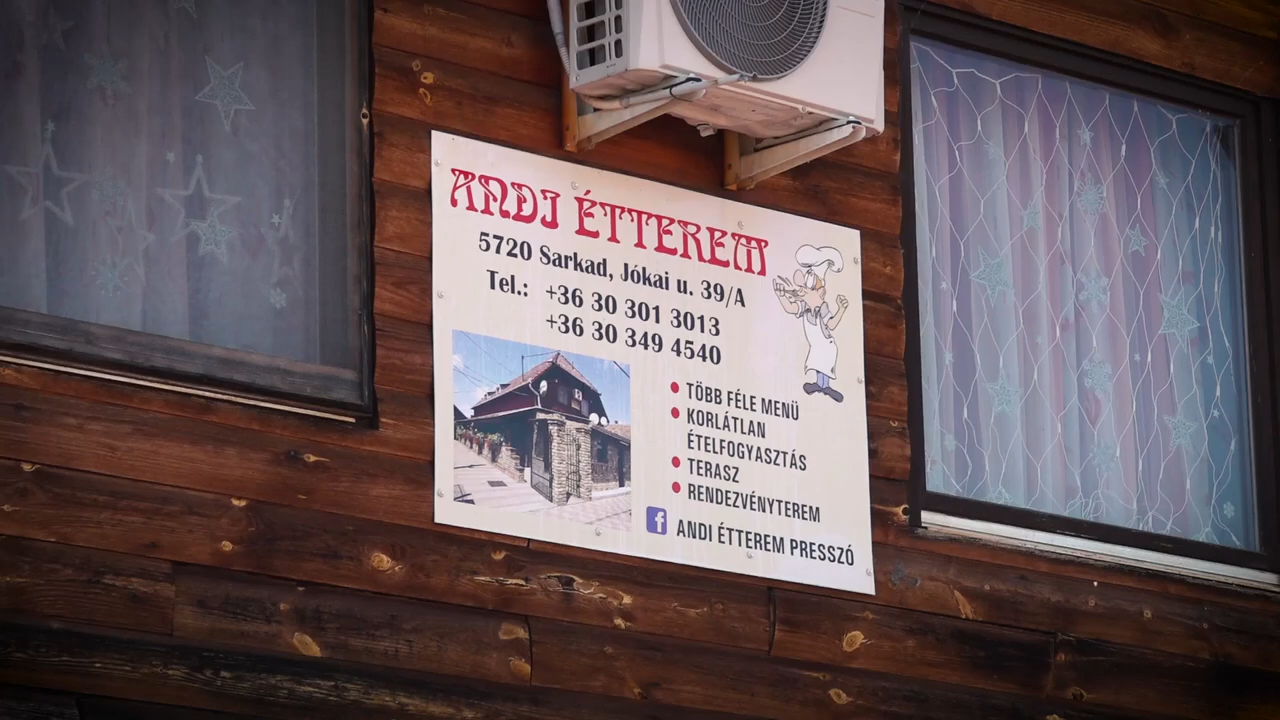 ANDI ÉTTEREM
5720 Sarkad, Jókai u. 39/A
Tel.: +36 30 301 3013
+36 30 349 4540
TÖBB FÉLE MENÜ
KORLÁTLAN
ÉTELFOGYASZTÁS
TERASZ
RENDEZVÉNYTEREM
f ANDI ÉTTEREM PRESSZÓ